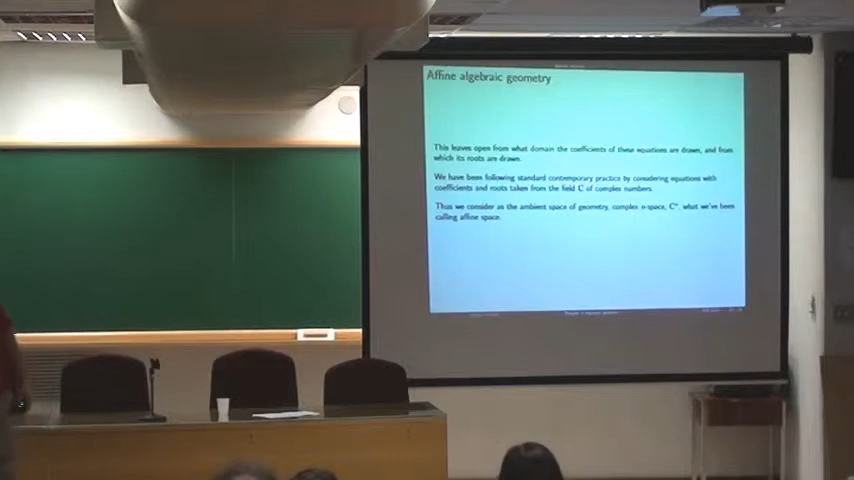 Affine algebraic geometry
This leaves open from what domain the coefficients of these equations are drawn, and from
which its roots are drawn.
We have been following standard contemporary practice by considering equations with
coefficients and roots taken from the field C of complex numbers.
Thus we consider as the ambient space of geometry, complex n-space, Cⁿ, what we've been
calling affine space.